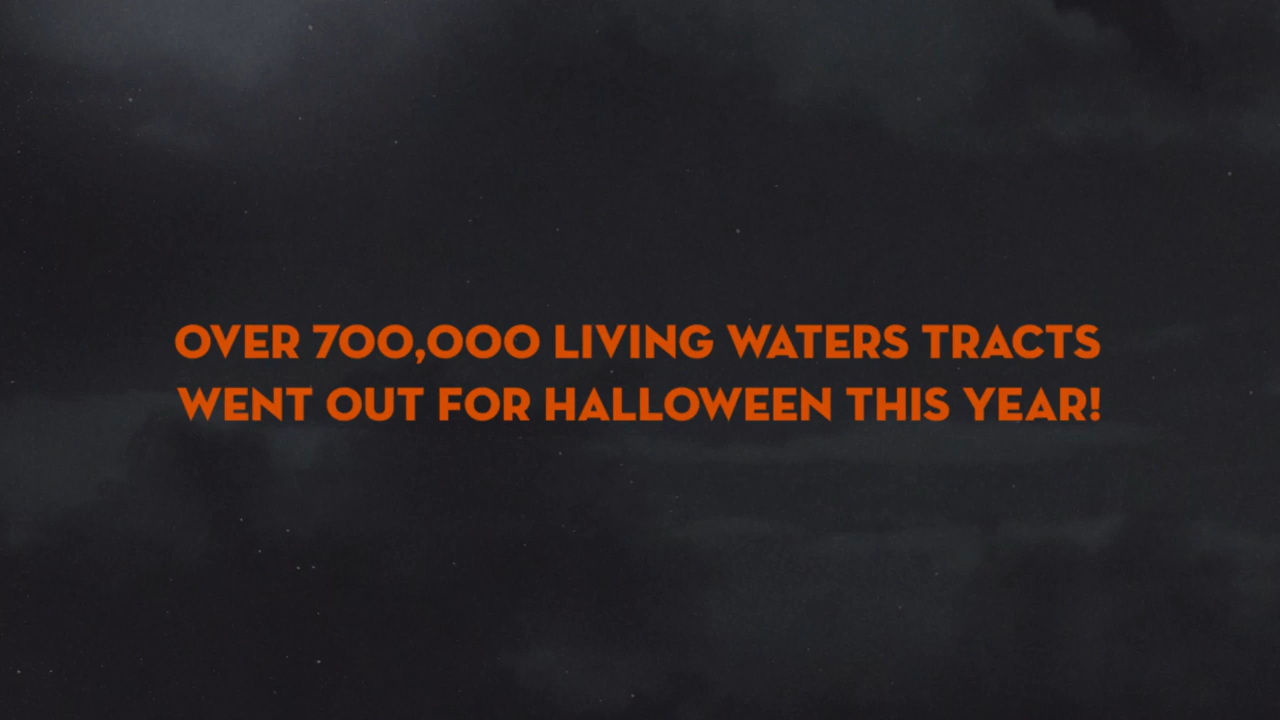 OVER 700,000 LIVING WATERS TRACTS
WENT OUT FOR HALLOWEEN THIS YEAR!